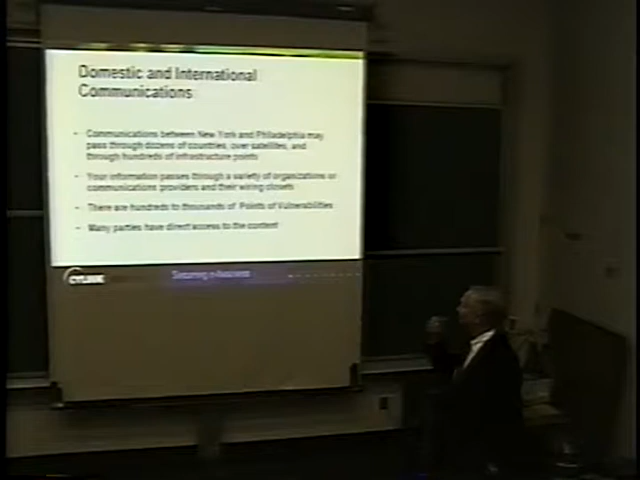 Domestic and International
Communications
- Communications between New York and Philadelphia may
pass through dozens of countries, over satellites, and
through hundreds of infrastructure points
- Your information passes through a variety of organizations or
communications providers and their wiring closets
- There are hundreds to thousands of Points of Vulnerabilities
- Many parties have direct access to the content
CYLINK
Securing e-business